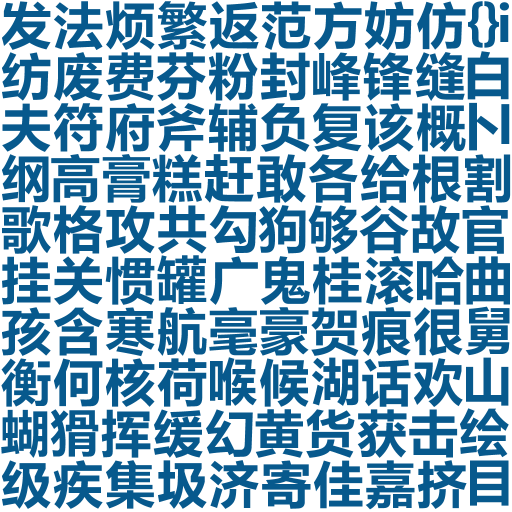 发法烦繁返范方妨仿{}i
纺废费芬粉封峰锋缝白
夫符府斧辅负复该概卜|
纲高膏糕赶敢各给根割
歌格攻共勾狗够谷故官
挂关惯罐广鬼桂滚哈曲
孩含寒航毫豪贺痕很舅
衡何核荷喉候湖话欢山
蝴猾挥缓幻黄货获击绘
级疾集圾济寄佳嘉挤目